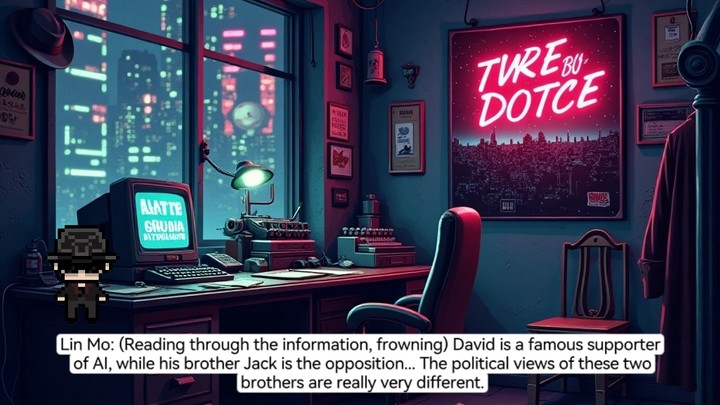 TVRE BU·
DOTCE
Lin Mo: (Reading through the information, frowning) David is a famous supporter
of AI, while his brother Jack is the opposition... The political views of these two
brothers are really very different.